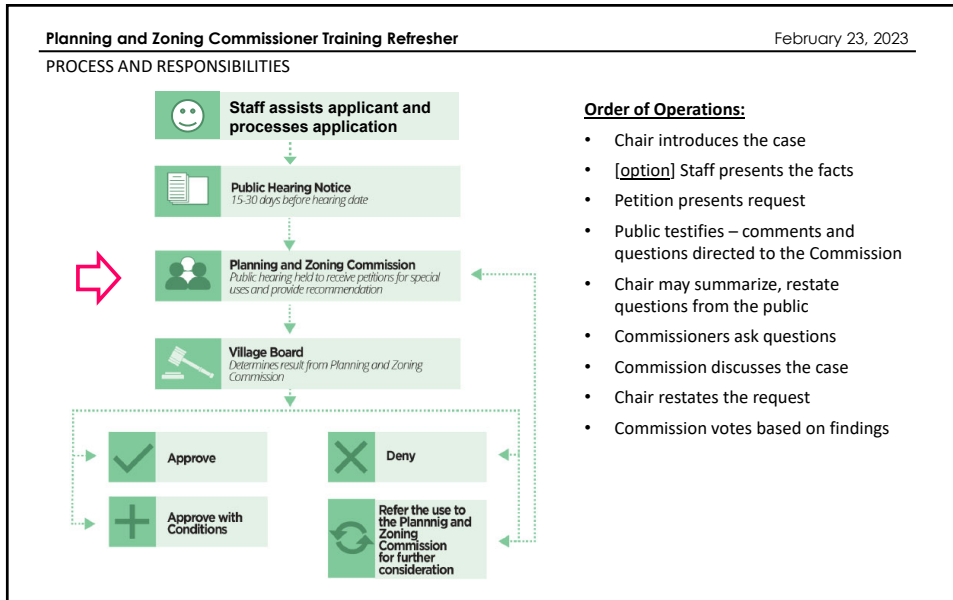 Planning and Zoning Commissioner Training Refresher
February 23, 2023
PROCESS AND RESPONSIBILITIES
Staff assists applicant and
processes application
Public Hearing Notice
15-30 days before hearing date
Planning and Zoning Commission
Public hearing held to receive petitions for special
uses and provide recommendation
Village Board
Determines result from Planning and Zoning
Commission
Approve
Deny
Approve with
Conditions
Refer the use to
the Plannnig and
Zoning
Commission
for further
consideration
Order of Operations:
• Chair introduces the case
• [option] Staff presents the facts
• Petition presents request
• Public testifies – comments and
questions directed to the Commission
• Chair may summarize, restate
questions from the public
• Commissioners ask questions
• Commission discusses the case
• Chair restates the request
• Commission votes based on findings